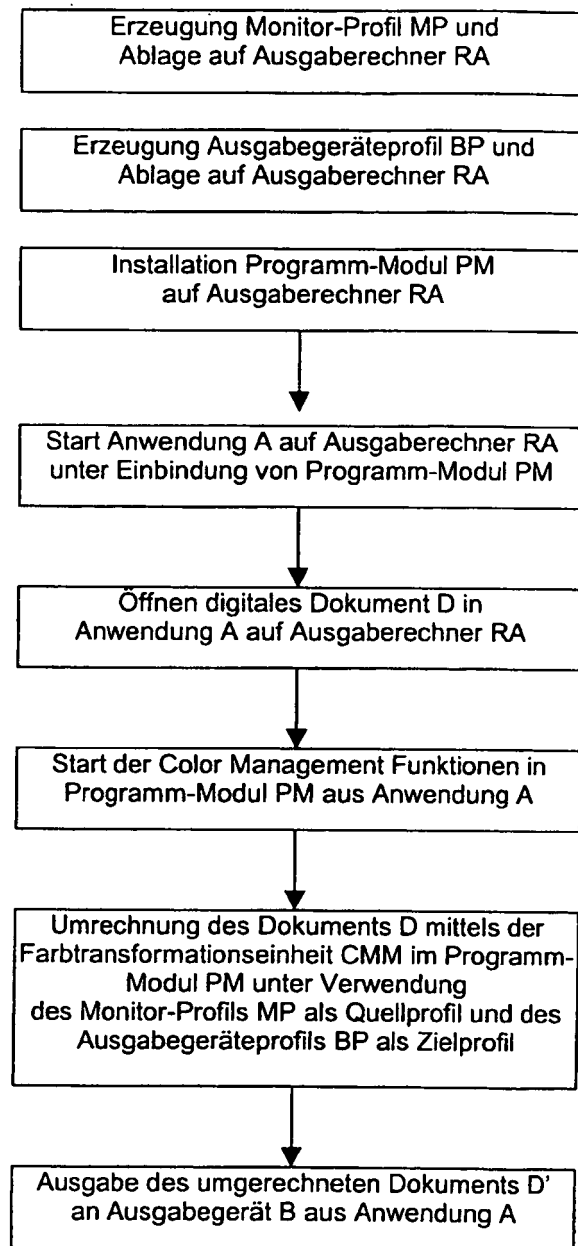 Erzeugung Monitor-Profil MP und
Ablage auf Ausgaberechner RA
Erzeugung Ausgabegeräteprofil BP und
Ablage auf Ausgaberechner RA
Installation Programm-Modul PM
auf Ausgaberechner RA
Start Anwendung A auf Ausgaberechner RA
unter Einbindung von Programm-Modul PM
Öffnen digitales Dokument D in
Anwendung A auf Ausgaberechner RA
Start der Color Management Funktionen in
Programm-Modul PM aus Anwendung A
Umrechnung des Dokuments D mittels der
Farbtransformationseinheit CMM im Programm-
Modul PM unter Verwendung
des Monitor-Profils MP als Quellprofil und des
Ausgabegeräteprofils BP als Zielprofil
Ausgabe des umgerechneten Dokuments D'
an Ausgabegerät B aus Anwendung A